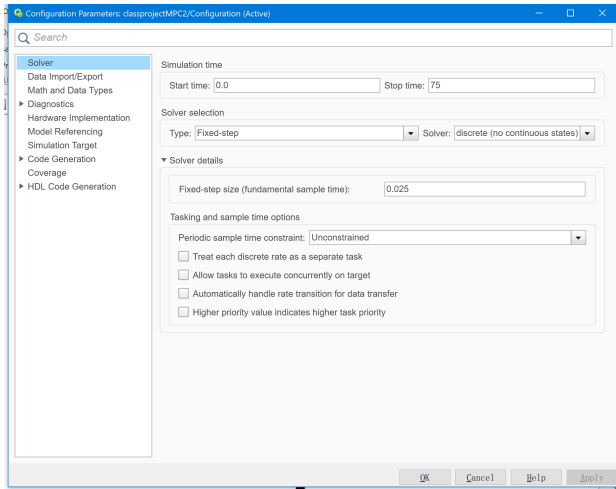 Configuration Parameters: classprojectMPC2/Configuration (Active)
Search
Solver
Data Import/Export
Math and Data Types
Diagnostics
Hardware Implementation
Model Referencing
Simulation Target
Code Generation
Coverage
HDL Code Generation
Simulation time
Start time: 0.0 Stop time: 75
Solver selection
Type: Fixed-step Solver: discrete (no continuous states)
Solver details
Fixed-step size (fundamental sample time): 0.025
Tasking and sample time options
Periodic sample time constraint: Unconstrained
Treat each discrete rate as a separate task
Allow tasks to execute concurrently on target
Automatically handle rate transition for data transfer
Higher priority value indicates higher task priority
OK Cancel Help Apply